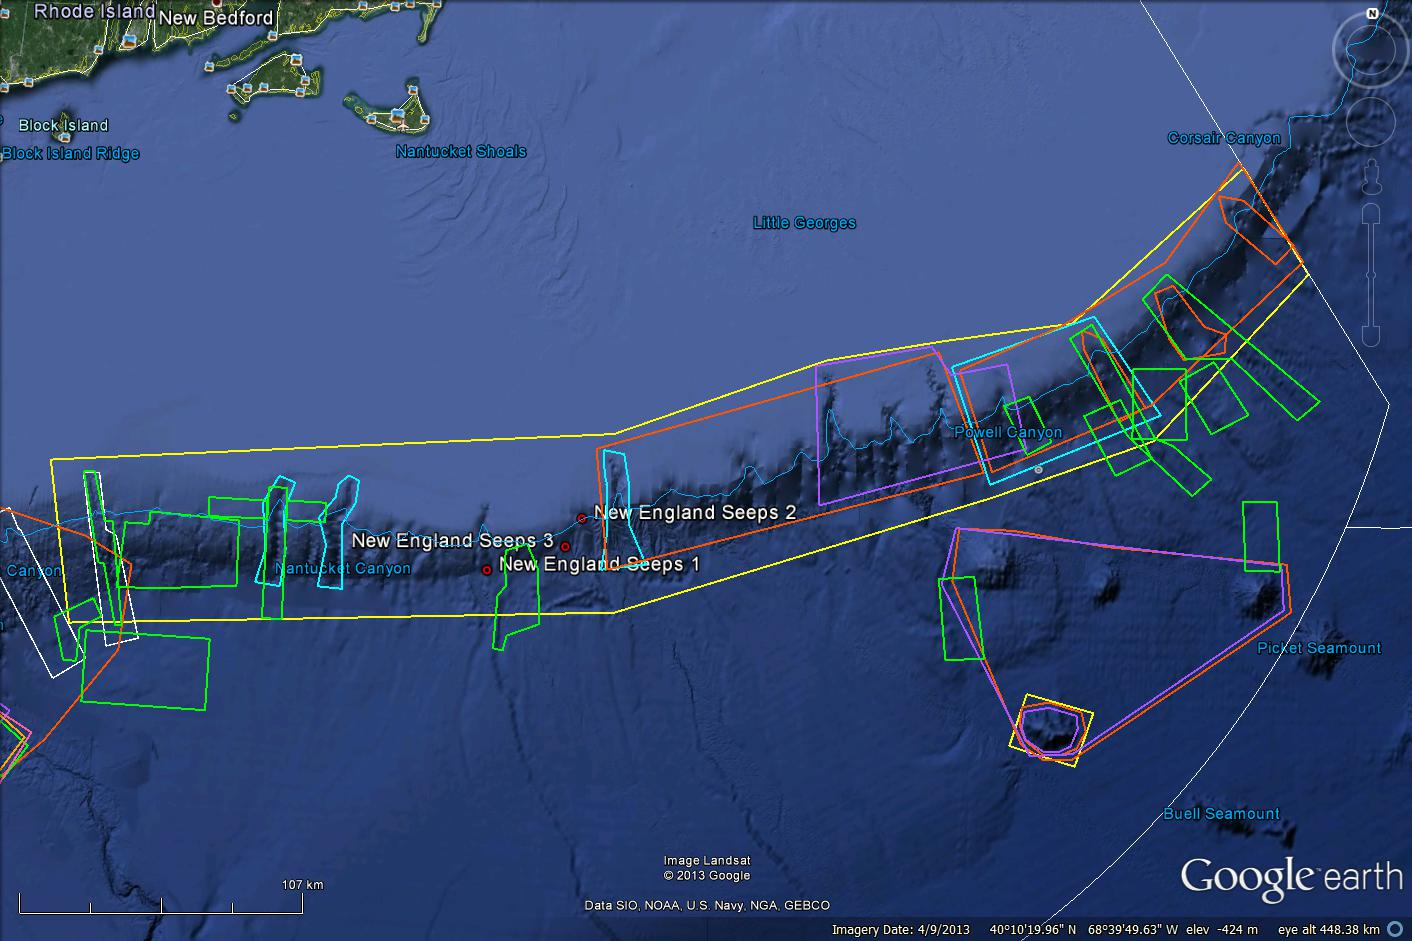 Rhode Island
New Bedford
N
Block Island
Block Island Ridge
Nantucket Shoals
Corsair Canyon
Little Georges
Powell Canyon
New England Seeps 2
New England Seeps 3
New England Seeps 1
Nantucket Canyon
Canyon
Picket Seamount
Buell Seamount
Image Landsat
© 2013 Google
Google earth
107 km
Data SIO, NOAA, U.S. Navy, NGA, GEBCO
Imagery Date: 4/9/2013 40°10'19.96" N 68°39'49.63" W elev -424 m eye alt 448.38 km